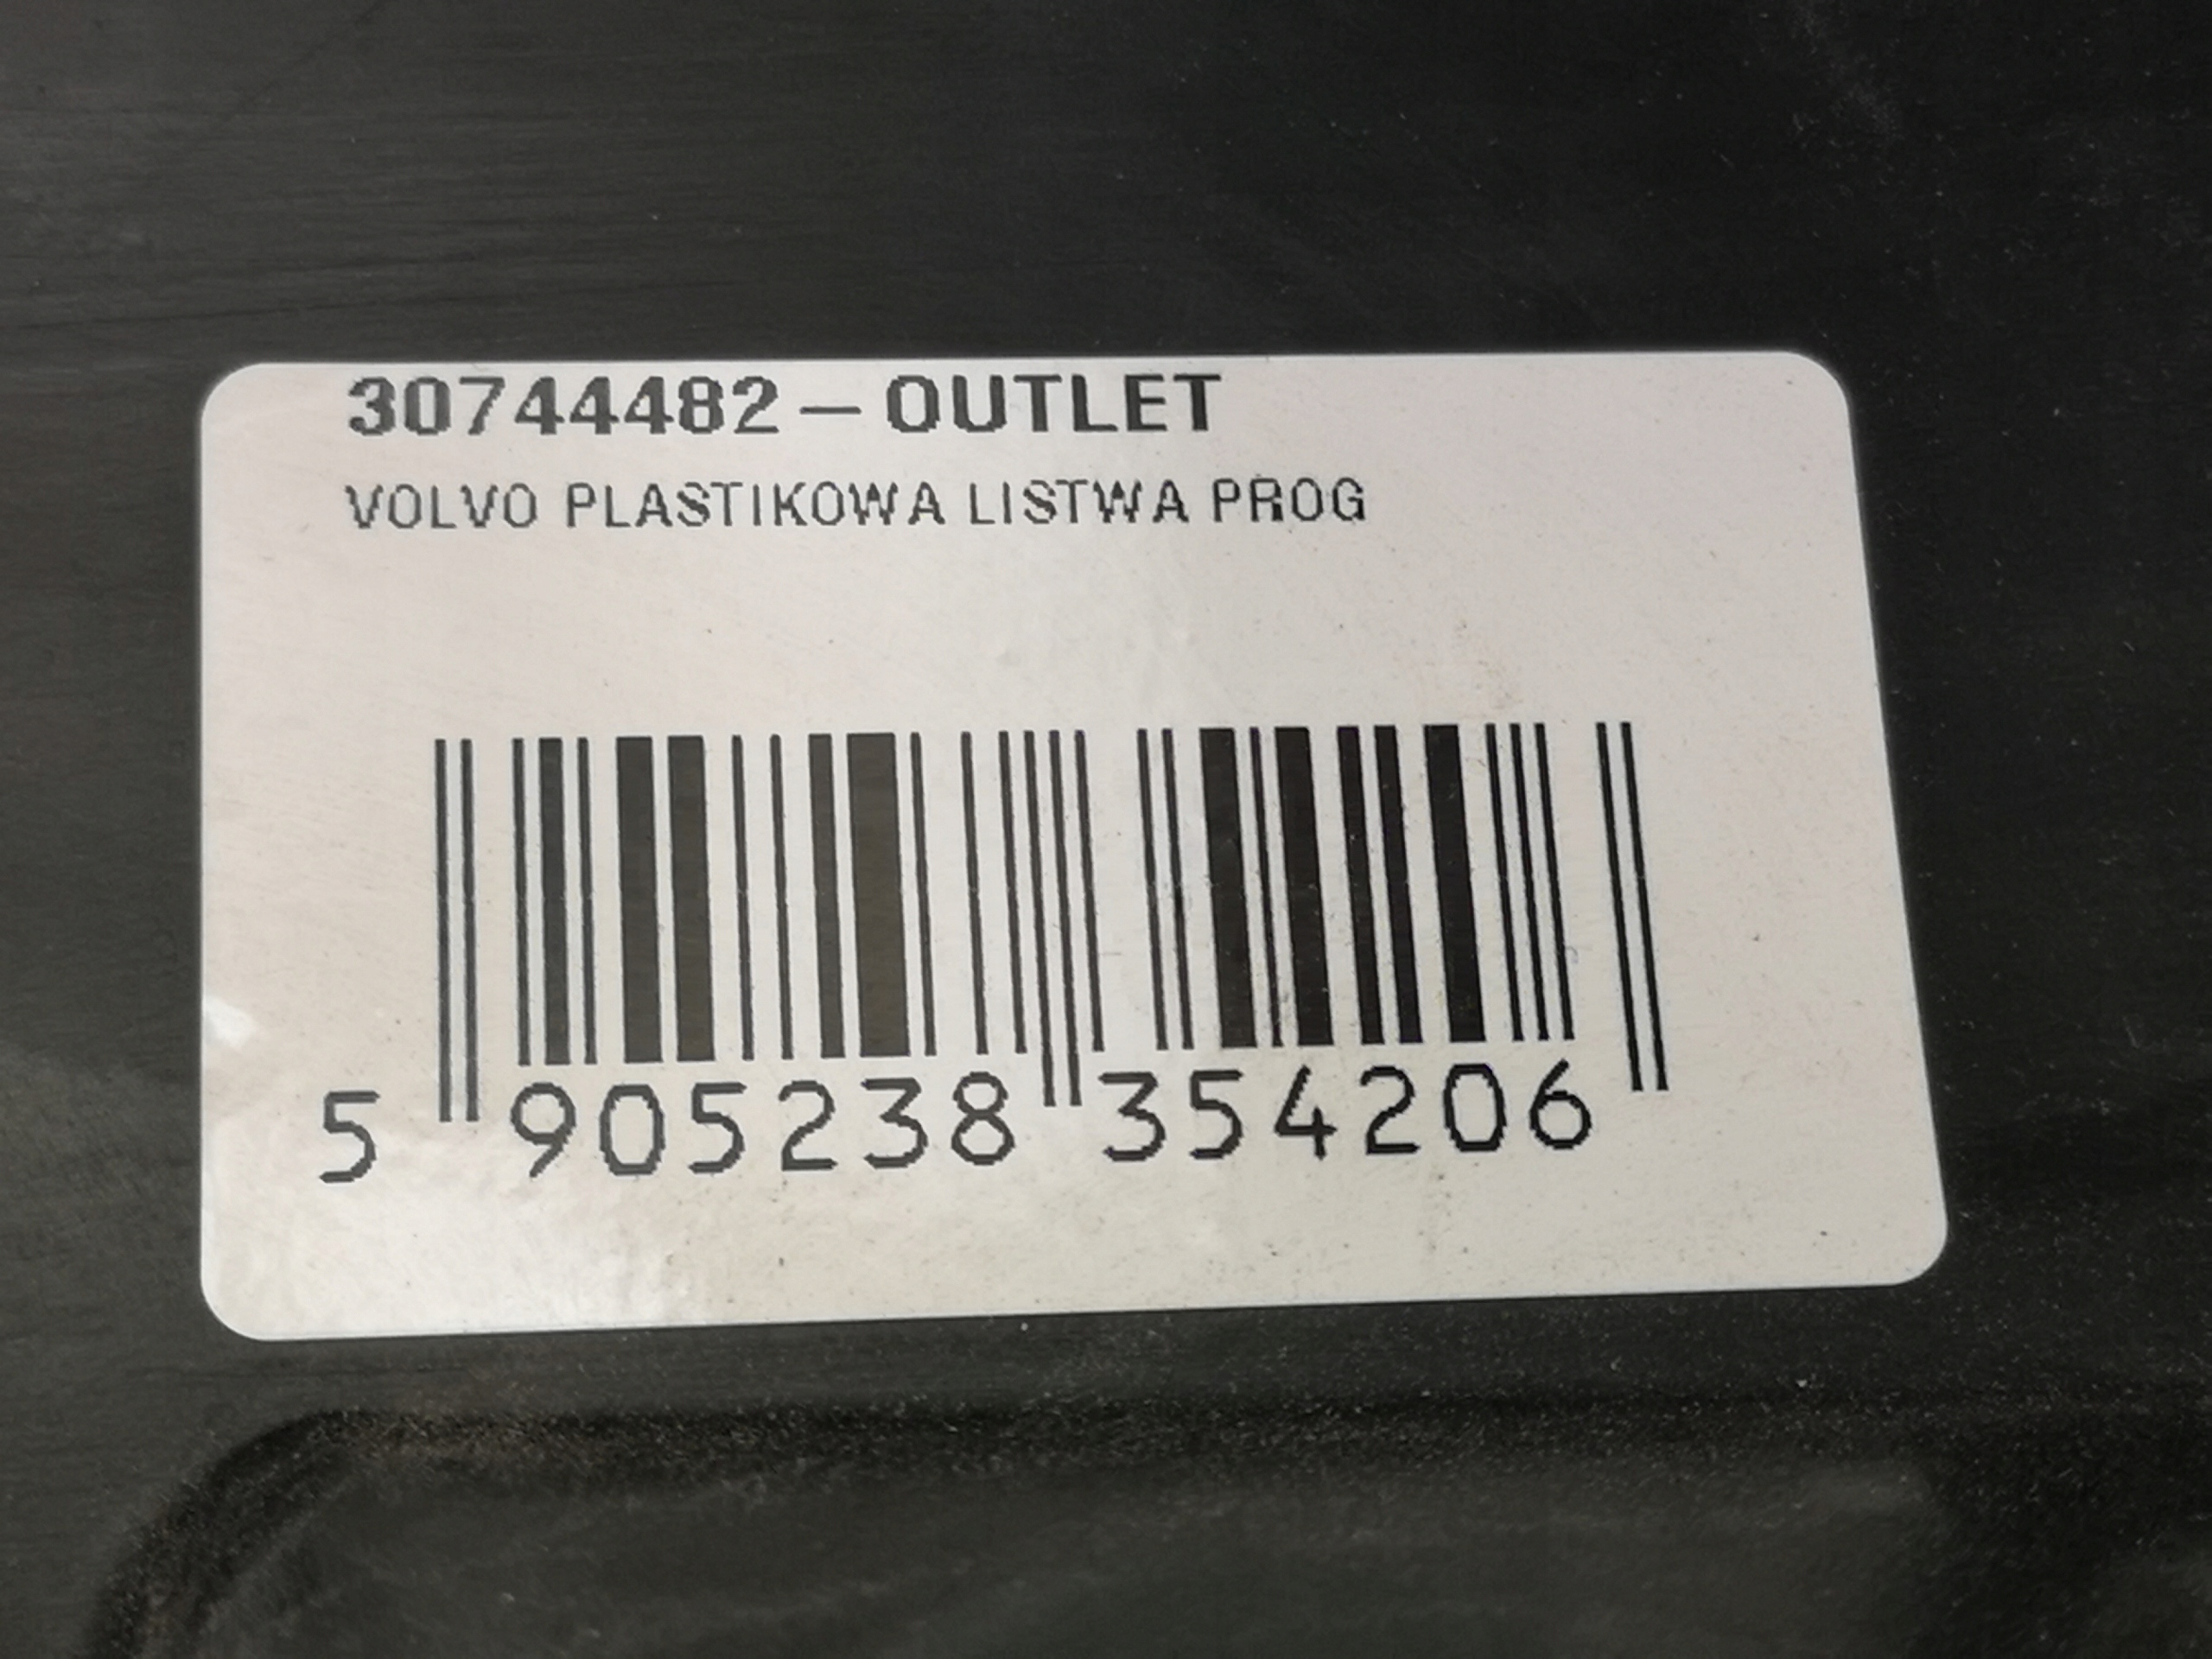 30744482-OUTLET
VOLVO PLASTIKOWA LISTWA PROG
5 905238 354206